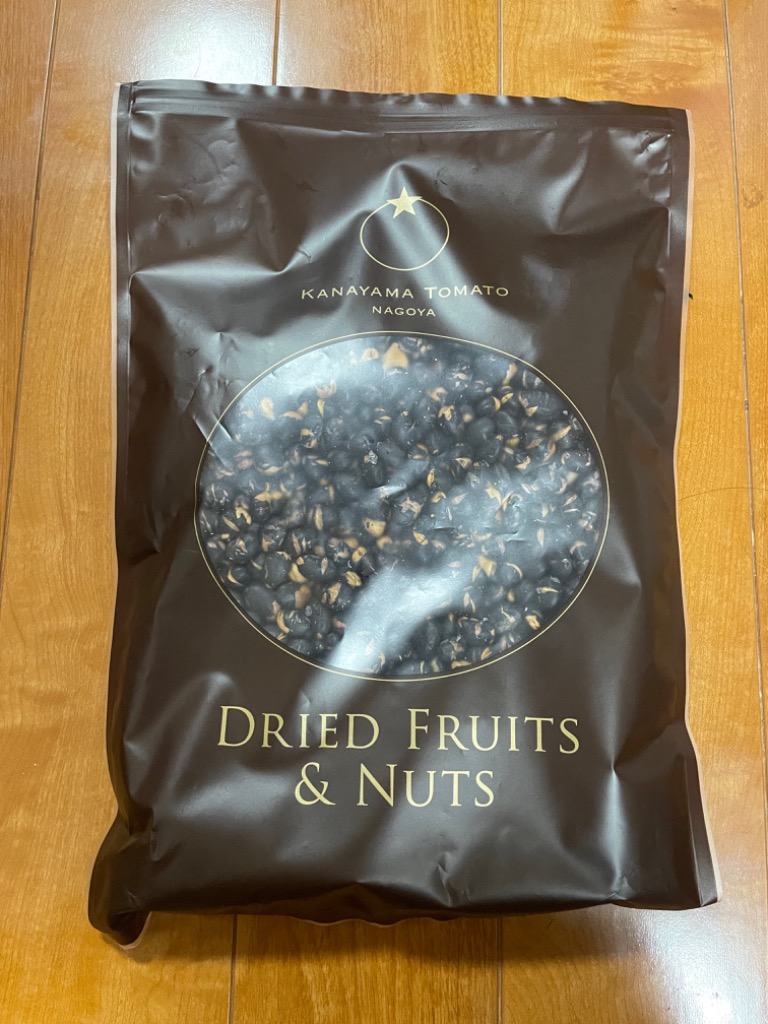 KANAYAMA TOMATO
NAGOYA
DRIED FRUITS
& NUTS